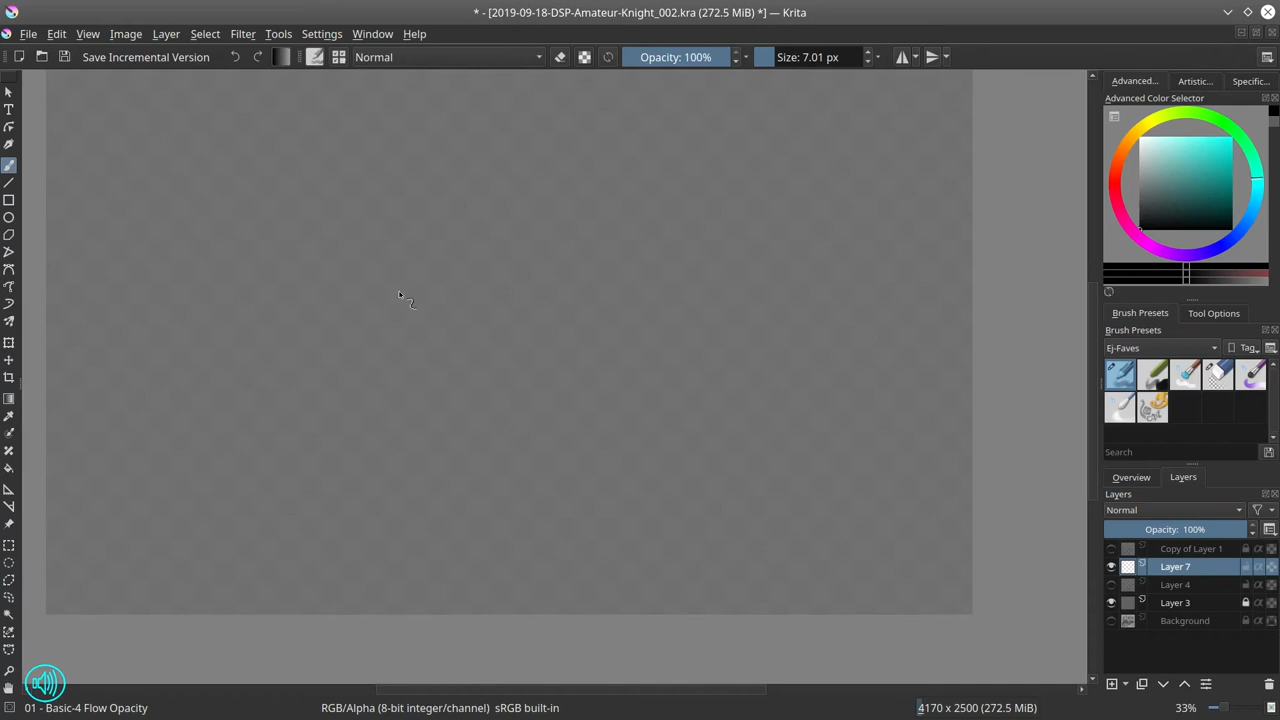 * - [2019-09-18-DSP-Amateur-Knight_002.kra (272.5 MiB) *] — Krita
File Edit View Image Layer Select Filter Tools Settings Window Help
Save Incremental Version Normal Opacity: 100% Size: 7.01 px
Advanced... Artistic... Specific...
Advanced Color Selector
Brush Presets Tool Options
Brush Presets
Ej-Faves Tag
Search
Overview Layers
Layers
Normal
Opacity: 100%
Copy of Layer 1
Layer 7
Layer 4
Layer 3
Background
01 - Basic-4 Flow Opacity RGB/Alpha (8-bit integer/channel) sRGB built-in 4170 x 2500 (272.5 MiB) 33%